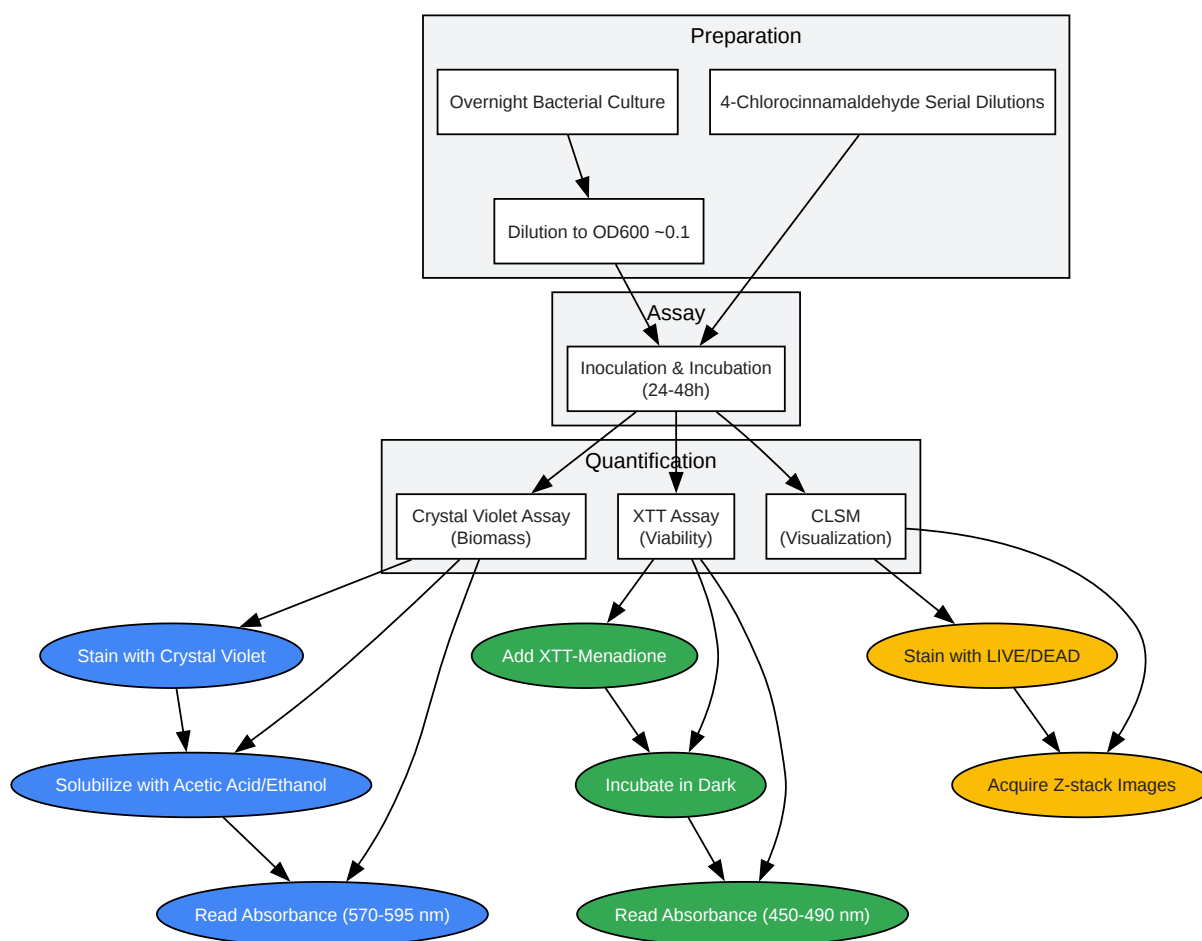 Preparation
Overnight Bacterial Culture
4-Chlorocinnamaldehyde Serial Dilutions
Dilution to OD600 ~0.1
Assay
Inoculation & Incubation
(24-48h)
Quantification
Crystal Violet Assay
(Biomass)
XTT Assay
(Viability)
CLSM
(Visualization)
Stain with Crystal Violet
Add XTT-Menadione
Stain with LIVE/DEAD
Solubilize with Acetic Acid/Ethanol
Incubate in Dark
Acquire Z-stack Images
Read Absorbance (570-595 nm)
Read Absorbance (450-490 nm)